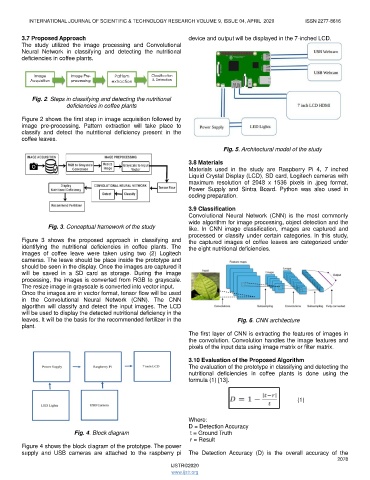 INTERNATIONAL JOURNAL OF SCIENTIFIC & TECHNOLOGY RESEARCH VOLUME 9, ISSUE 04, APRIL 2020 ISSN 2277-8616
3.7 Proposed Approach
The study utilized the image processing and Convolutional
Neural Network in classifying and detecting the nutritional
deficiencies in coffee plants.
Image Acquisition
Image Pre-processing
Pattern extraction
Classification & Detection
Fig. 2. Steps in classifying and detecting the nutritional
deficiencies in coffee plants
Figure 2 shows the first step in image acquisition followed by
image pre-processing. Pattern extraction will take place to
classify and detect the nutritional deficiency present in the
coffee leaves.
IMAGE ACQUISITION
IMAGE PREPROCESSING
RGB to Grayscale Conversion
Resize Image
Grayscale to Input Vector
Display Nutritional Deficiency
CONVOLUTIONAL NEURAL NETWORK
Detect
Classify
Tensor Flow
Recommend Fertilizer
Fig. 3. Conceptual framework of the study
Figure 3 shows the proposed approach in classifying and
identifying the nutritional deficiencies in coffee plants. The
images of coffee leave were taken using two (2) Logitech
cameras. The leave should be place inside the prototype and
should be seen in the display. Once the images are captured it
will be saved in a SD card as storage. During the image
processing, the image is converted from RGB to grayscale.
The resize image in grayscale is converted into vector input.
Once the images are in vector format, tensor flow will be used
in the Convolutional Neural Network (CNN). The CNN
algorithm will classify and detect the input images. The LCD
will be used to display the detected nutritional deficiency in the
leaves. It will be the basis for the recommended fertilizer in the
plant.
Power Supply
Raspberry Pi
7 inch LCD
LED Lights
USB Camera
Fig. 4. Block diagram
Figure 4 shows the block diagram of the prototype. The power
supply and USB cameras are attached to the raspberry pi
device and output will be displayed in the 7-inched LCD.
USB Webcam
USB Webcam
7 inch LCD HDMI
Power Supply
LED Lights
Fig. 5. Architectural model of the study
3.8 Materials
Materials used in the study are Raspberry Pi 4, 7 inched
Liquid Crystal Display (LCD), SD card, Logitech cameras with
maximum resolution of 2048 x 1536 pixels in .jpeg format,
Power Supply and Sintra Board. Python was also used in
coding preparation.
3.9 Classification
Convolutional Neural Network (CNN) is the most commonly
wide algorithm for image processing, object detection and the
like. In CNN image classification, images are captured and
processed or classify under certain categories. In this study,
the captured images of coffee leaves are categorized under
the eight nutritional deficiencies.
Input
Feature maps
Output
Convolutions
Subsampling
Convolutions
Subsampling
Fully connected
Fig. 6. CNN architecture
The first layer of CNN is extracting the features of images in
the convolution. Convolution handles the image features and
pixels of the data using image matrix or filter matrix.
3.10 Evaluation of the Proposed Algorithm
The evaluation of the prototype in classifying and detecting the
nutritional deficiencies in coffee plants is done using the
formula (1) [13].
D = 1 − |t−r| / t (1)
Where:
D = Detection Accuracy
t = Ground Truth
r = Result
The Detection Accuracy (D) is the overall accuracy of the
2078
IJSTR©2020
www.ijstr.org